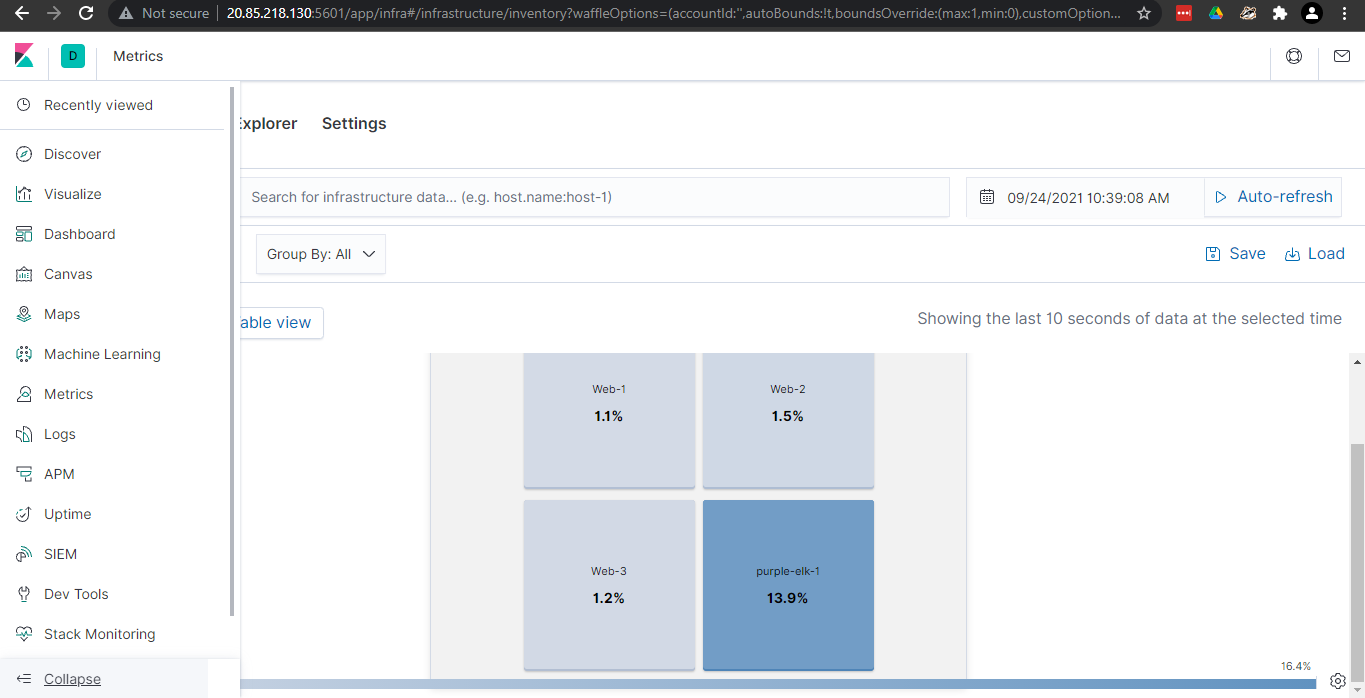 Not secure
20.85.218.130:5601/app/infra#/infrastructure/inventory?waffleOptions=(accountId:'',autoBounds:!t,boundsOverride:(max:1,min:0),customOption...
D
Metrics
Recently viewed
Discover
Visualize
Dashboard
Canvas
Maps
Machine Learning
Metrics
Logs
APM
Uptime
SIEM
Dev Tools
Stack Monitoring
Collapse
Explorer Settings
Search for infrastructure data... (e.g. host.name:host-1)
09/24/2021 10:39:08 AM
Auto-refresh
Group By: All
Save
Load
able view
Showing the last 10 seconds of data at the selected time
Web-1
1.1%
Web-2
1.5%
Web-3
1.2%
purple-elk-1
13.9%
16.4%